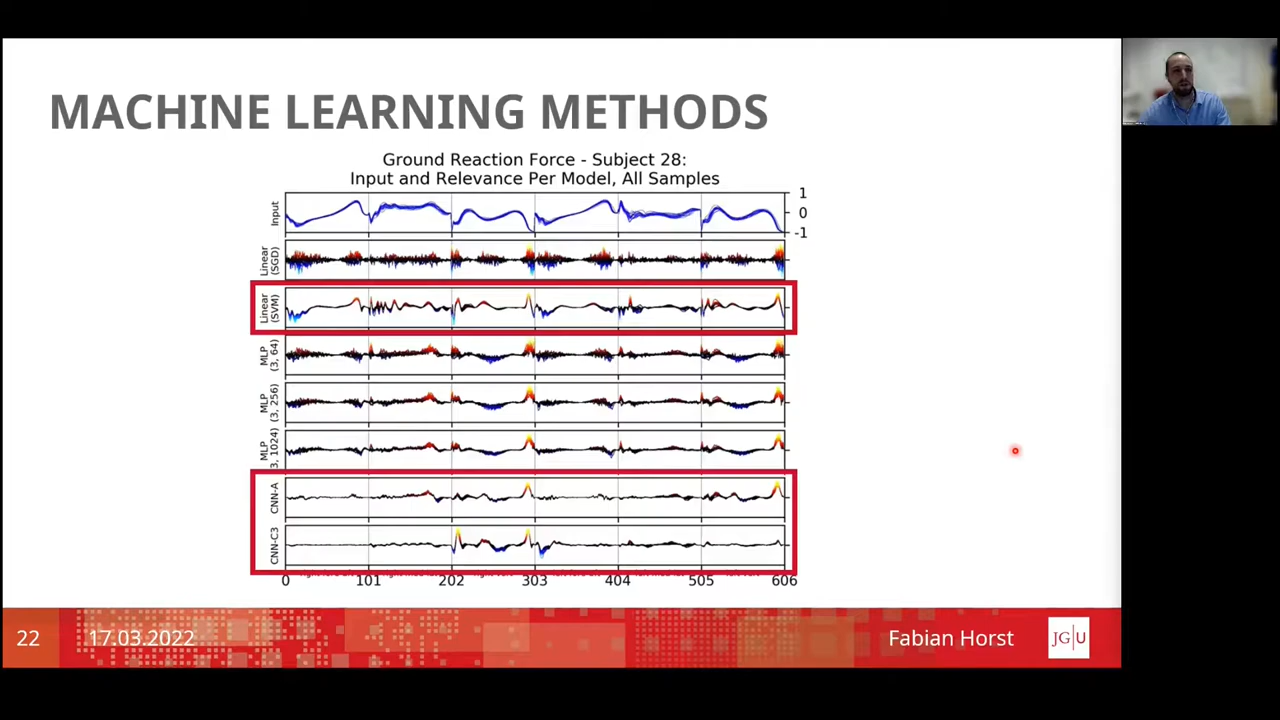 MACHINE LEARNING METHODS
Ground Reaction Force - Subject 28:
Input and Relevance Per Model, All Samples
Input
1
0
-1
Linear
(SGD)
Linear
(SVM)
MLP
(3, 64)
MLP
(3, 256)
MLP
(3, 1024)
CNN-A
CNN-C3
0 101 202 303 404 505 606
22 17.03.2022 Fabian Horst JG|U